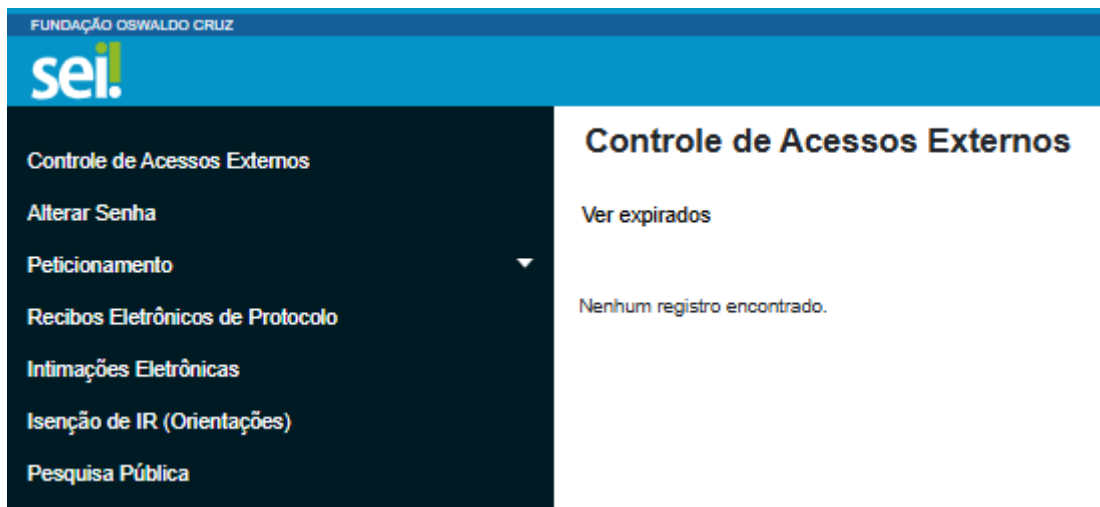 FUNDAÇÃO OSWALDO CRUZ
sei!
Controle de Acessos Externos
Alterar Senha
Peticionamento
Recibos Eletrônicos de Protocolo
Intimações Eletrônicas
Isenção de IR (Orientações)
Pesquisa Pública
Controle de Acessos Externos
Ver expirados
Nenhum registro encontrado.